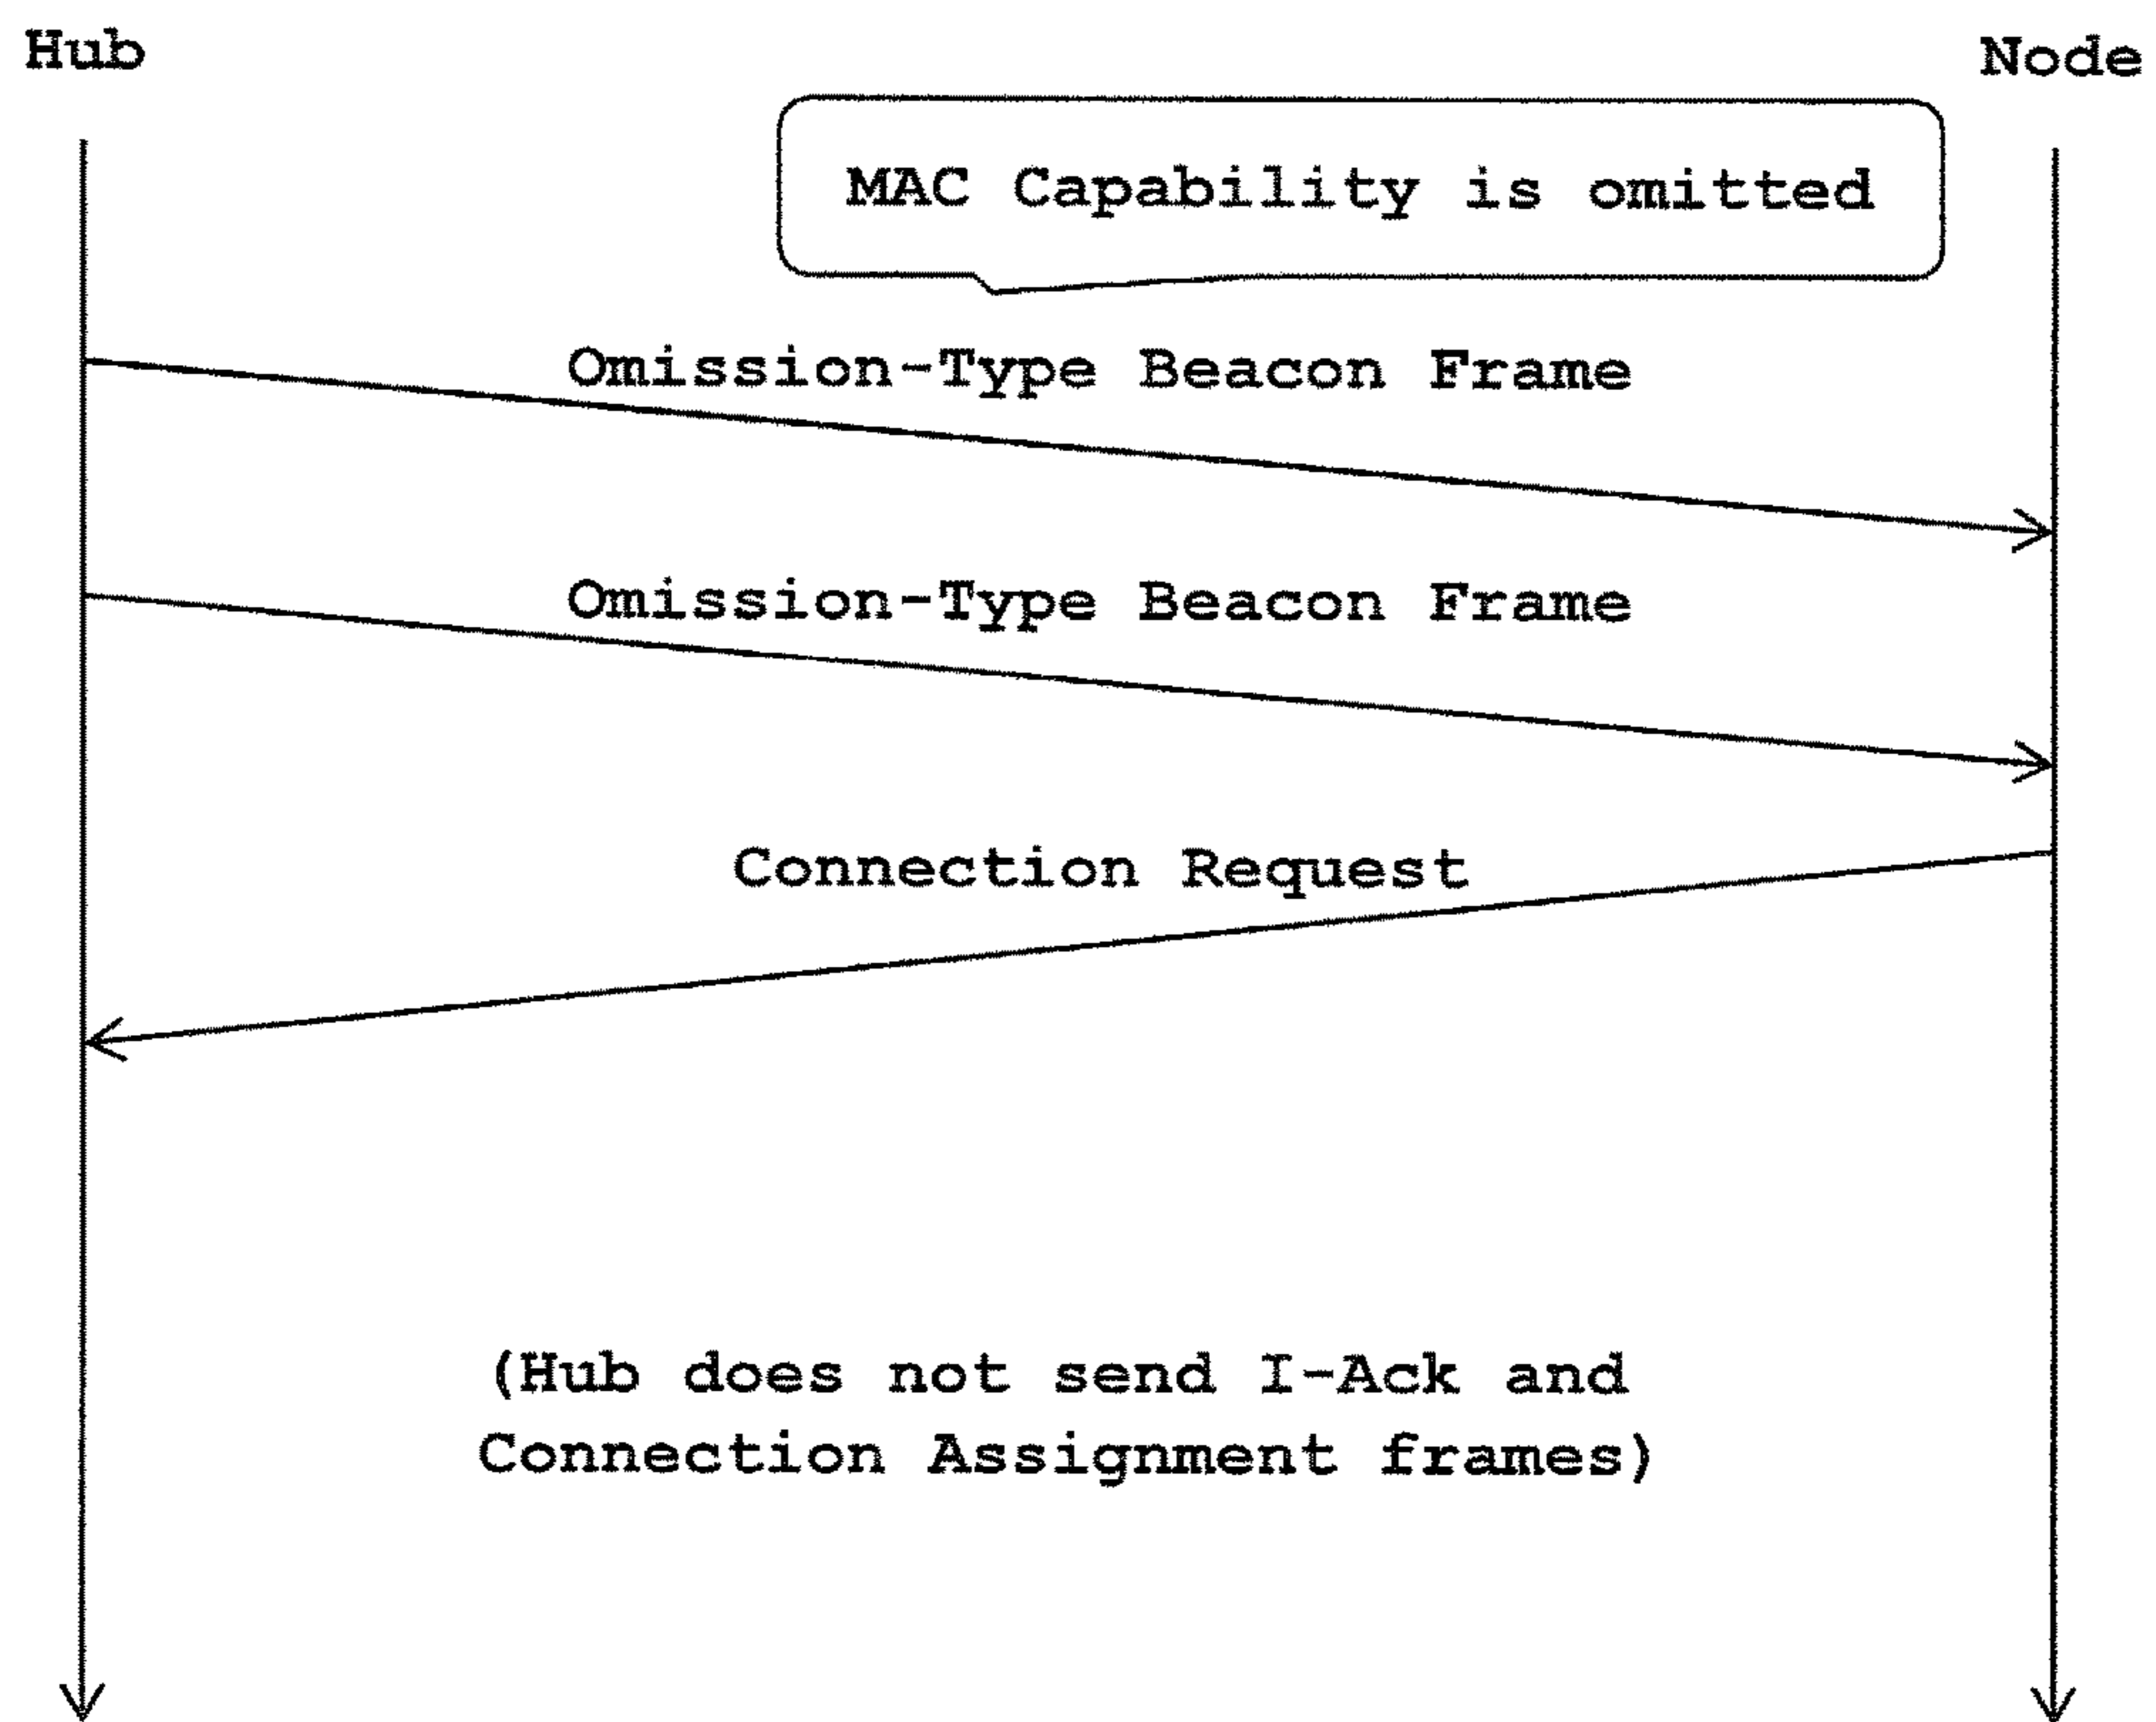 Hub
Node
MAC Capability is omitted
Omission-Type Beacon Frame
Omission-Type Beacon Frame
Connection Request
(Hub does not send I-Ack and
Connection Assignment frames)